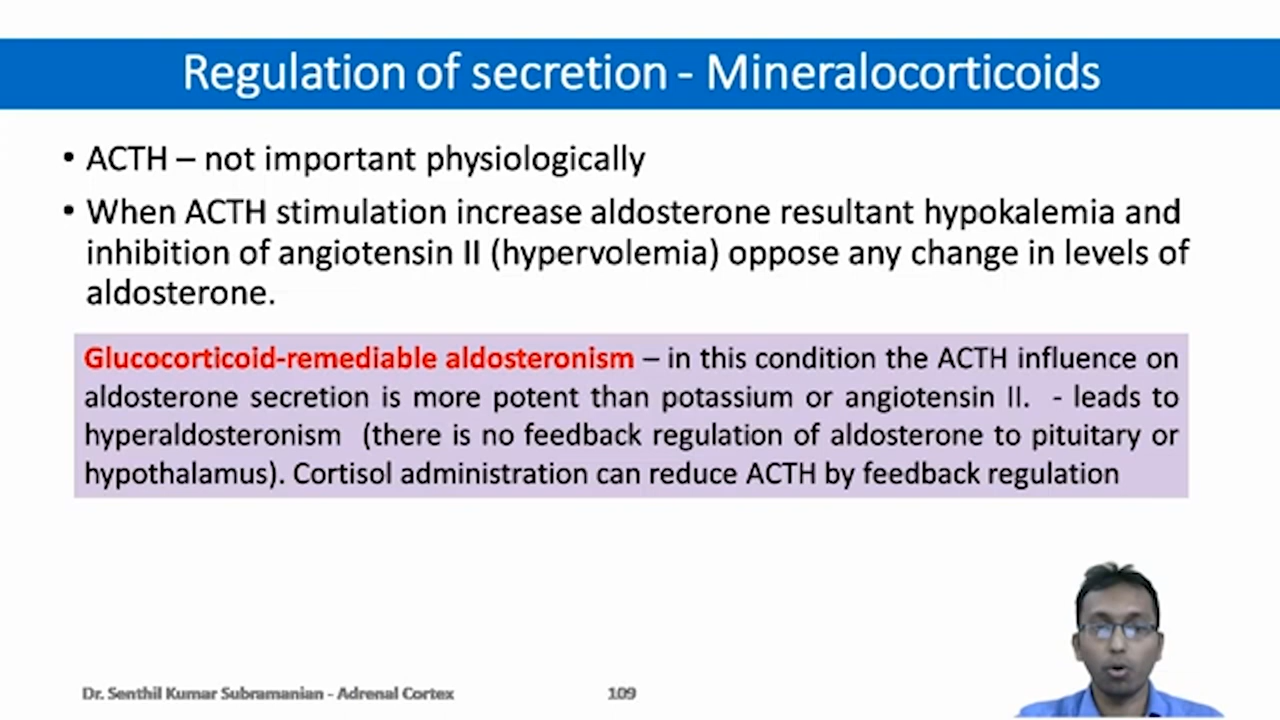 Regulation of secretion - Mineralocorticoids
• ACTH – not important physiologically
• When ACTH stimulation increase aldosterone resultant hypokalemia and
inhibition of angiotensin II (hypervolemia) oppose any change in levels of
aldosterone.
Glucocorticoid-remediable aldosteronism – in this condition the ACTH influence on
aldosterone secretion is more potent than potassium or angiotensin II. - leads to
hyperaldosteronism (there is no feedback regulation of aldosterone to pituitary or
hypothalamus). Cortisol administration can reduce ACTH by feedback regulation
Dr. Senthil Kumar Subramanian - Adrenal Cortex 109